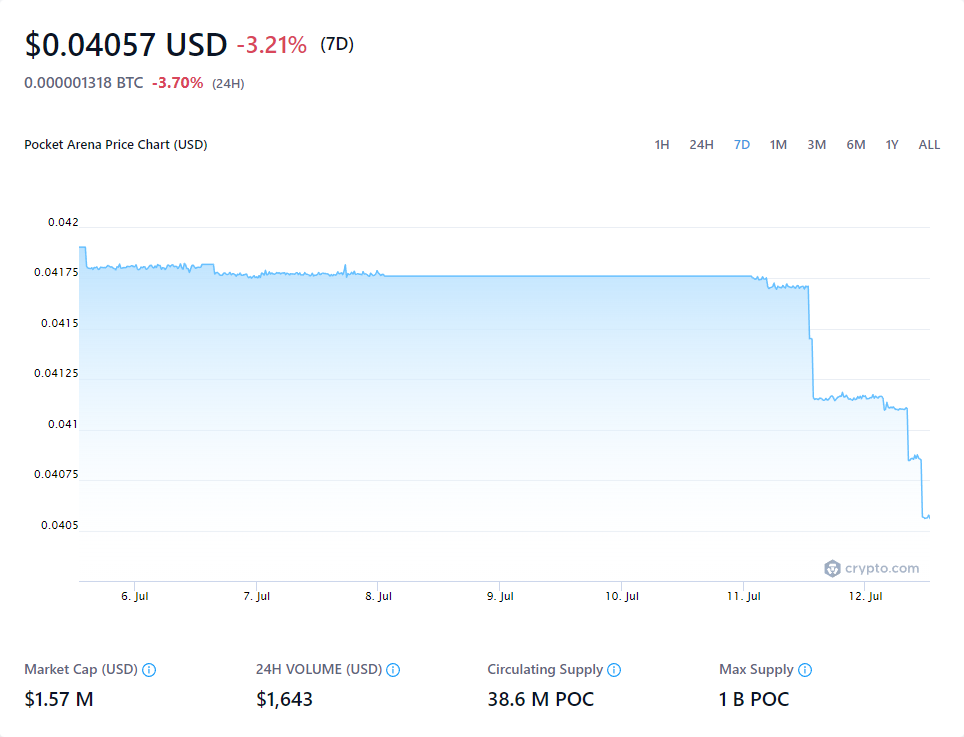 $0.04057 USD -3.21% (7D)
0.000001318 BTC -3.70% (24H)
Pocket Arena Price Chart (USD) 1H 24H 7D 1M 3M 6M 1Y ALL
0.042
0.04175
0.0415
0.04125
0.041
0.04075
0.0405
crypto.com
6. Jul 7. Jul 8. Jul 9. Jul 10. Jul 11. Jul 12. Jul
Market Cap (USD) 24H VOLUME (USD) Circulating Supply Max Supply
$1.57 M $1,643 38.6 M POC 1 B POC